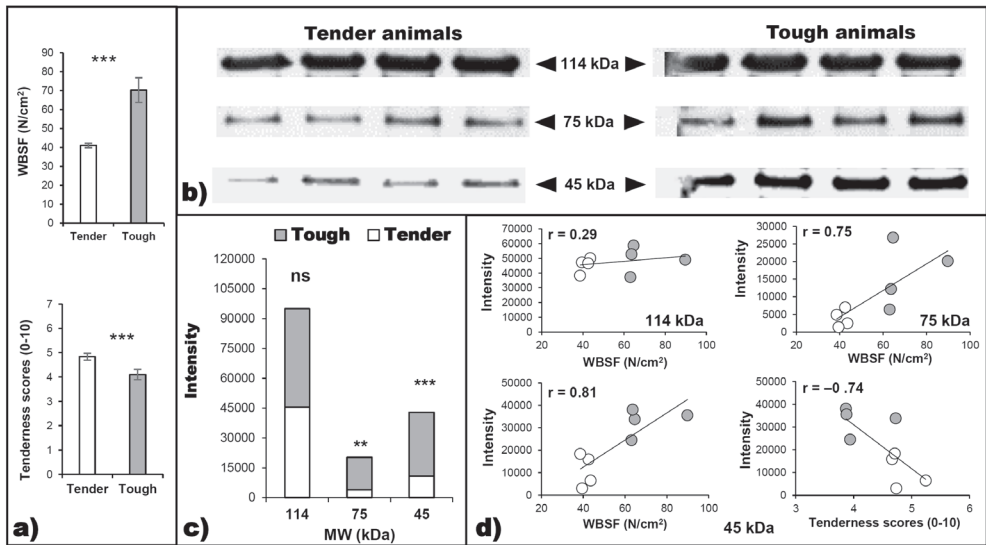 ***
WBSF (N/cm²)
90
80
70
60
50
40
30
20
10
0
Tender Tough
***
Tenderness scores (0-10)
7
6
5
4
3
2
1
0
Tender Tough
a)
Tender animals Tough animals
114 kDa
75 kDa
45 kDa
b)
Tough Tender
Intensity
120000
105000
90000
75000
60000
45000
30000
15000
0
ns
**
***
114 75 45
MW (kDa)
c)
r = 0.29
Intensity
70000
60000
50000
40000
30000
20000
10000
0
20 40 60 80 100
WBSF (N/cm²)
114 kDa
r = 0.75
Intensity
30000
25000
20000
15000
10000
5000
0
20 40 60 80 100
WBSF (N/cm²)
75 kDa
r = 0.81
Intensity
50000
40000
30000
20000
10000
0
20 40 60 80 100
WBSF (N/cm²)
r = –0 .74
Intensity
50000
40000
30000
20000
10000
0
3 4 5 6
Tenderness scores (0-10)
45 kDa
d)